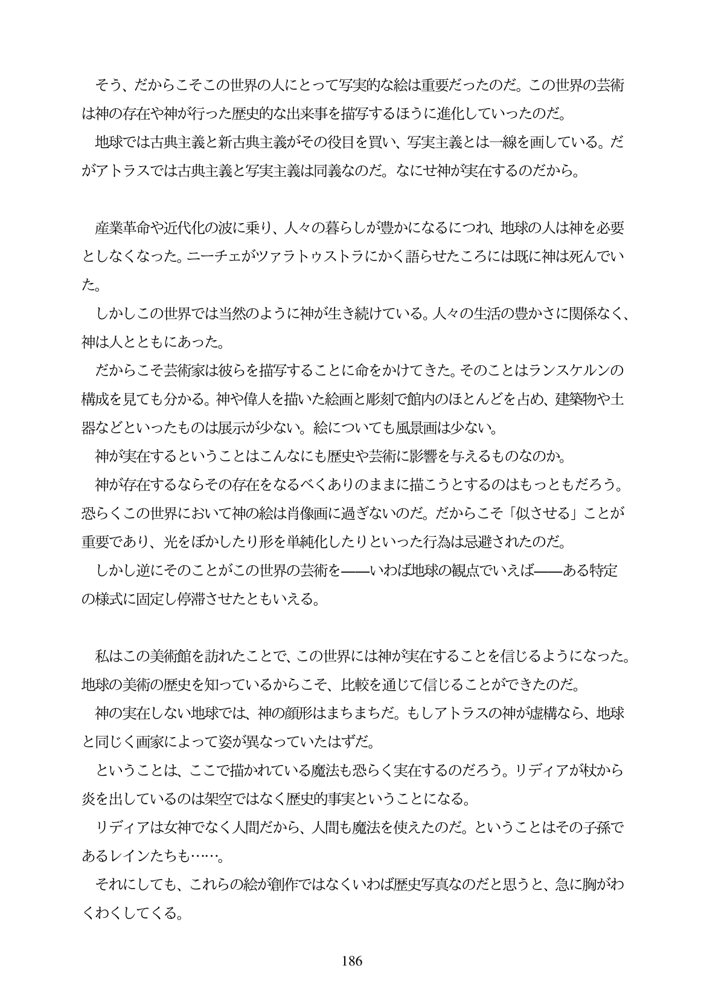 そう、だからこそこの世界の人にとって写実的な絵は重要だったのだ。この世界の芸術
は神の存在や神が行った歴史的な出来事を描写するほうに進化していったのだ。
　地球では古典主義と新古典主義がその役目を買い、写実主義とは一線を画している。だ
がアトラスでは古典主義と写実主義は同義なのだ。なにせ神が実在するのだから。

　産業革命や近代化の波に乗り、人々の暮らしが豊かになるにつれ、地球の人は神を必要
としなくなった。ニーチェがツァラトゥストラにかく語らせたころには既に神は死んでい
た。
　しかしこの世界では当然のように神が生き続けている。人々の生活の豊かさに関係なく、
神は人とともにあった。
　だからこそ芸術家は彼らを描写することに命をかけてきた。そのことはランスケルンの
構成を見ても分かる。神や偉人を描いた絵画と彫刻で館内のほとんどを占め、建築物や土
器などといったものは展示が少ない。絵についても風景画は少ない。
　神が実在するということはこんなにも歴史や芸術に影響を与えるものなのか。
　神が存在するならその存在をなるべくありのままに描こうとするのはもっともだろう。
恐らくこの世界において神の絵は肖像画に過ぎないのだ。だからこそ「似させる」ことが
重要であり、光をぼかしたり形を単純化したりといった行為は忌避されたのだ。
　しかし逆にそのことがこの世界の芸術を――いわば地球の観点でいえば――ある特定
の様式に固定し停滞させたともいえる。

　私はこの美術館を訪れたことで、この世界には神が実在することを信じるようになった。
地球の美術の歴史を知っているからこそ、比較を通じて信じることができたのだ。
　神の実在しない地球では、神の顔形はまちまちだ。もしアトラスの神が虚構なら、地球
と同じく画家によって姿が異なっていたはずだ。
　ということは、ここで描かれている魔法も恐らく実在するのだろう。リディアが杖から
炎を出しているのは架空ではなく歴史的事実ということになる。
　リディアは女神でなく人間だから、人間も魔法を使えたのだ。ということはその子孫で
あるレインたちも……。
　それにしても、これらの絵が創作ではなくいわば歴史写真なのだと思うと、急に胸がわ
くわくしてくる。

186